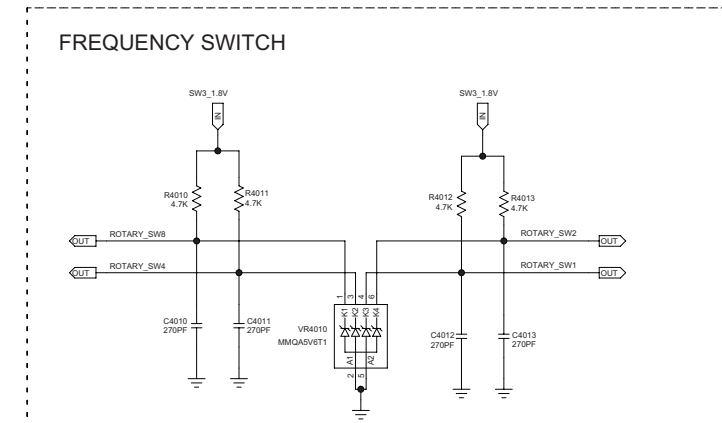 FREQUENCY SWITCH
SW3_1.8V
SW3_1.8V
IN
IN
R4010
4.7K
R4011
4.7K
R4012
4.7K
R4013
4.7K
OUT
ROTARY_SW8
ROTARY_SW2
OUT
OUT
ROTARY_SW4
ROTARY_SW1
OUT
1
3
4
6
K1
K2
K3
K4
C4010
270PF
C4011
270PF
VR4010
MMQA5V6T1
C4012
270PF
C4013
270PF
A1
A2
2
5